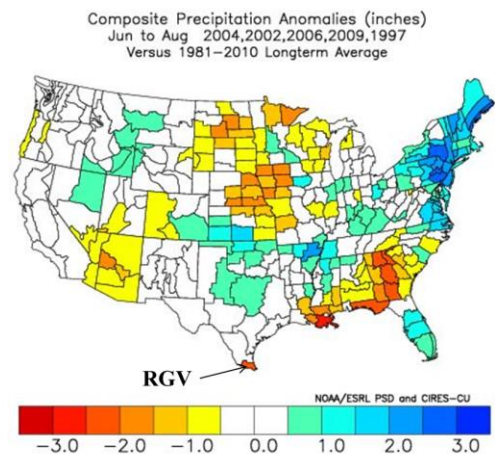 Composite Precipitation Anomalies (inches)
Jun to Aug 2004,2002,2006,2009,1997
Versus 1981-2010 Longterm Average
RGV
NOAA/ESRL PSD and CIRES-CU
-3.0 -2.0 -1.0 0.0 1.0 2.0 3.0